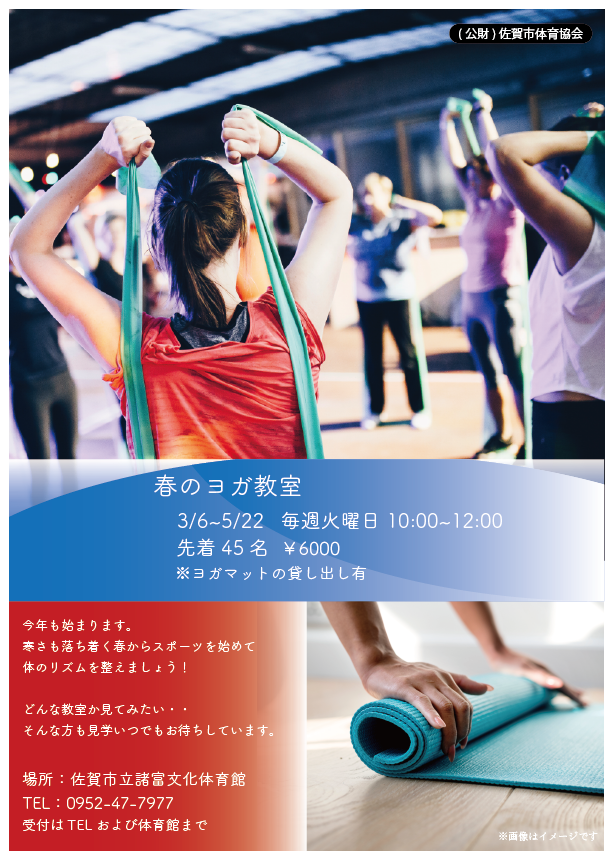 (公財)佐賀市体育協会
春のヨガ教室
3/6~5/22 毎週火曜日 10:00~12:00
先着 45 名 ¥6000
※ヨガマットの貸し出し有
今年も始まります。
寒さも落ち着く春からスポーツを始めて
体のリズムを整えましょう!
どんな教室か見てみたい・・
そんな方も見学いつでもお待ちしています。
場所:佐賀市立諸富文化体育館
TEL:0952-47-7977
受付は TEL および体育館まで
※画像はイメージです